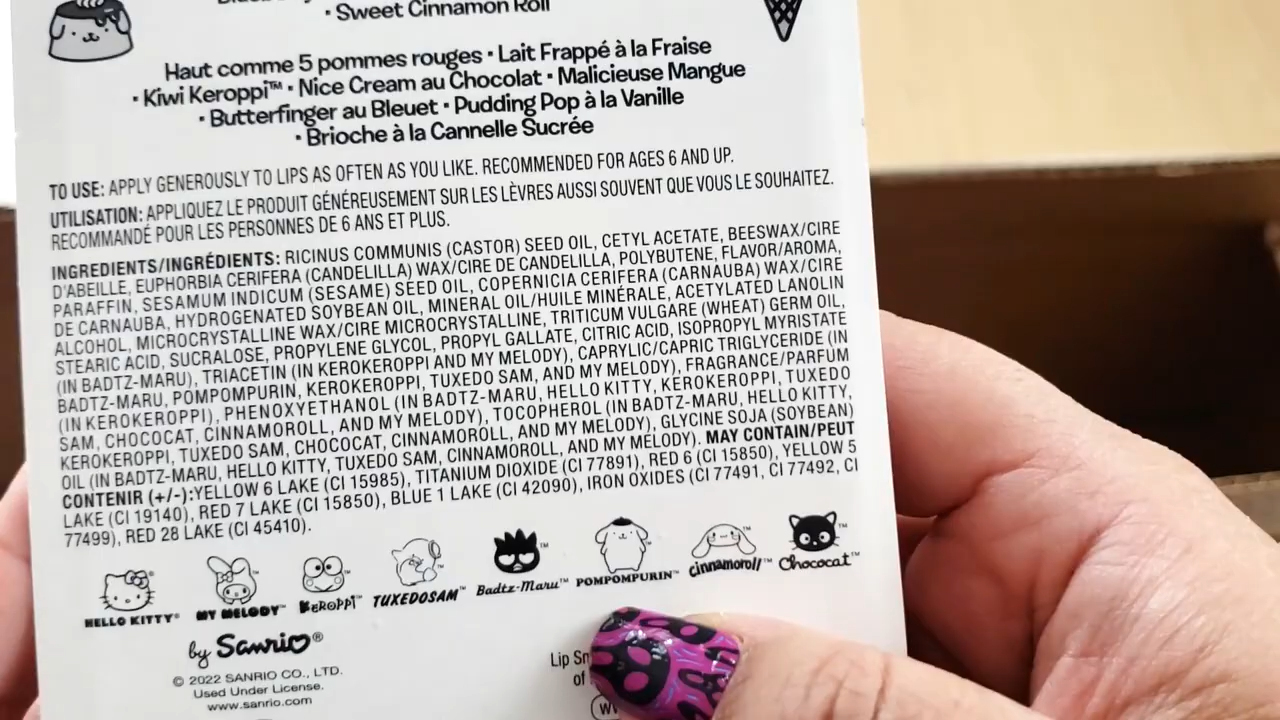 • Sweet Cinnamon Roll
Haut comme 5 pommes rouges • Lait Frappé à la Fraise
• Kiwi Keroppi™ • Nice Cream au Chocolat • Malicieuse Mangue
• Butterfinger au Bleuet • Pudding Pop à la Vanille
• Brioche à la Cannelle Sucrée
TO USE: APPLY GENEROUSLY TO LIPS AS OFTEN AS YOU LIKE. RECOMMENDED FOR AGES 6 AND UP.
UTILISATION: APPLIQUEZ LE PRODUIT GÉNÉREUSEMENT SUR LES LÈVRES AUSSI SOUVENT QUE VOUS LE SOUHAITEZ.
RECOMMANDÉ POUR LES PERSONNES DE 6 ANS ET PLUS.
INGREDIENTS/INGRÉDIENTS: RICINUS COMMUNIS (CASTOR) SEED OIL, CETYL ACETATE, BEESWAX/CIRE
D'ABEILLE, EUPHORBIA CERIFERA (CANDELILLA) WAX/CIRE DE CANDELILLA, POLYBUTENE, FLAVOR/AROMA,
PARAFFIN, SESAMUM INDICUM (SESAME) SEED OIL, COPERNICIA CERIFERA (CARNAUBA) WAX/CIRE
DE CARNAUBA, HYDROGENATED SOYBEAN OIL, MINERAL OIL/HUILE MINÉRALE, ACETYLATED LANOLIN
ALCOHOL, MICROCRYSTALLINE WAX/CIRE MICROCRYSTALLINE, TRITICUM VULGARE (WHEAT) GERM OIL,
STEARIC ACID, SUCRALOSE, PROPYLENE GLYCOL, PROPYL GALLATE, CITRIC ACID, ISOPROPYL MYRISTATE
(IN BADTZ-MARU), TRIACETIN (IN KEROKEROPPI AND MY MELODY), CAPRYLIC/CAPRIC TRIGLYCERIDE (IN
BADTZ-MARU, POMPOMPURIN, KEROKEROPPI, TUXEDO SAM, AND MY MELODY), FRAGRANCE/PARFUM
(IN KEROKEROPPI), PHENOXYETHANOL (IN BADTZ-MARU, HELLO KITTY, KEROKEROPPI, TUXEDO
SAM, CHOCOCAT, CINNAMOROLL, AND MY MELODY), TOCOPHEROL (IN BADTZ-MARU, HELLO KITTY,
KEROKEROPPI, TUXEDO SAM, CHOCOCAT, CINNAMOROLL, AND MY MELODY), GLYCINE SOJA (SOYBEAN)
OIL (IN BADTZ-MARU, HELLO KITTY, TUXEDO SAM, CINNAMOROLL, AND MY MELODY). MAY CONTAIN/PEUT
CONTENIR (+/-):YELLOW 6 LAKE (CI 15985), TITANIUM DIOXIDE (CI 77891), RED 6 (CI 15850), YELLOW 5
LAKE (CI 19140), RED 7 LAKE (CI 15850), BLUE 1 LAKE (CI 42090), IRON OXIDES (CI 77491, CI 77492, CI
77499), RED 28 LAKE (CI 45410).
HELLO KITTY® MY MELODY™ KEROPPI™ TUXEDOSAM™ Badtz-Maru™ POMPOMPURIN™ cinnamoroll™ Chococat™
by Sanrio®
© 2022 SANRIO CO., LTD.
Used Under License.
www.sanrio.com
Lip
of